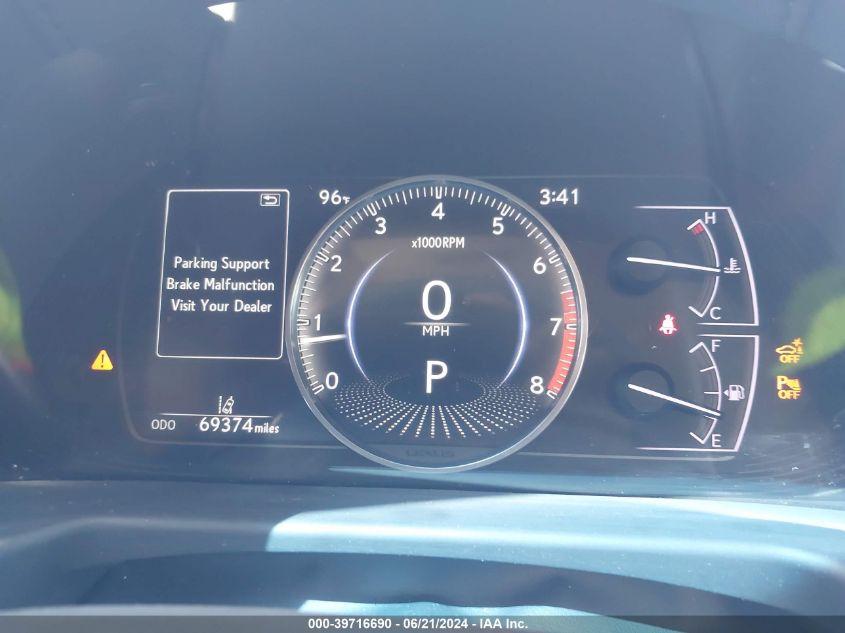 96°F
3:41
Parking Support
Brake Malfunction
Visit Your Dealer
0
1
2
3
4
5
6
7
8
x1000RPM
0
MPH
P
H
C
F
E
OFF
P OFF
ODO 69374 miles
LEXUS
000-39716690 - 06/21/2024 - IAA Inc.